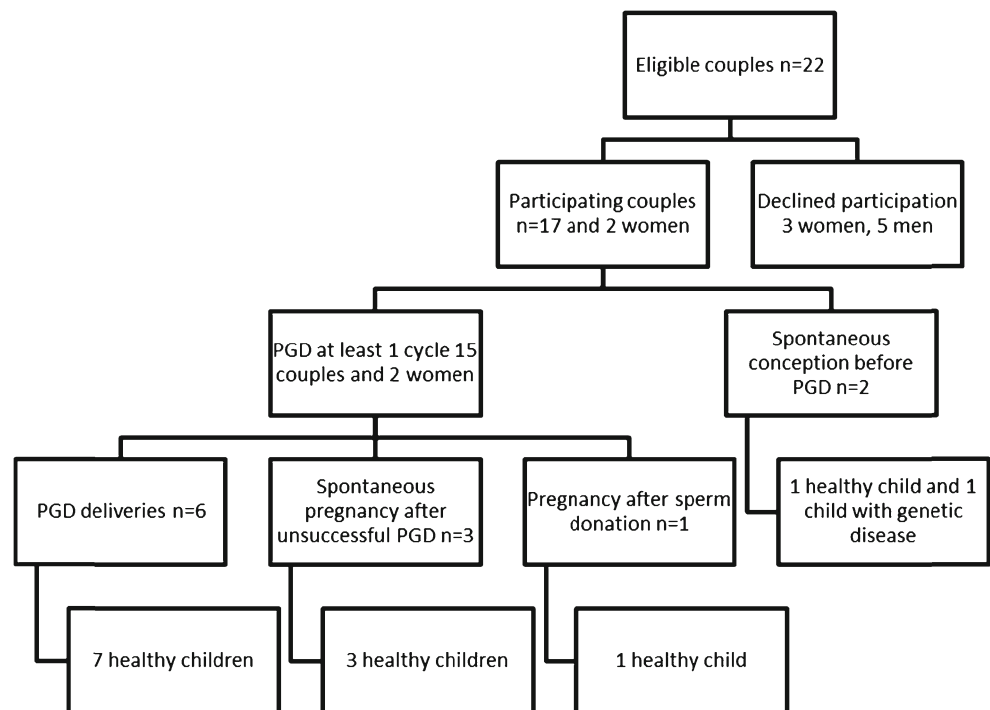 Eligible couples n=22
Participating couples
n=17 and 2 women
Declined participation
3 women, 5 men
PGD at least 1 cycle 15
couples and 2 women
Spontaneous
conception before
PGD n=2
PGD deliveries n=6
Spontaneous
pregnancy after
unsuccessful PGD n=3
Pregnancy after sperm
donation n=1
1 healthy child and 1
child with genetic
disease
7 healthy children
3 healthy children
1 healthy child